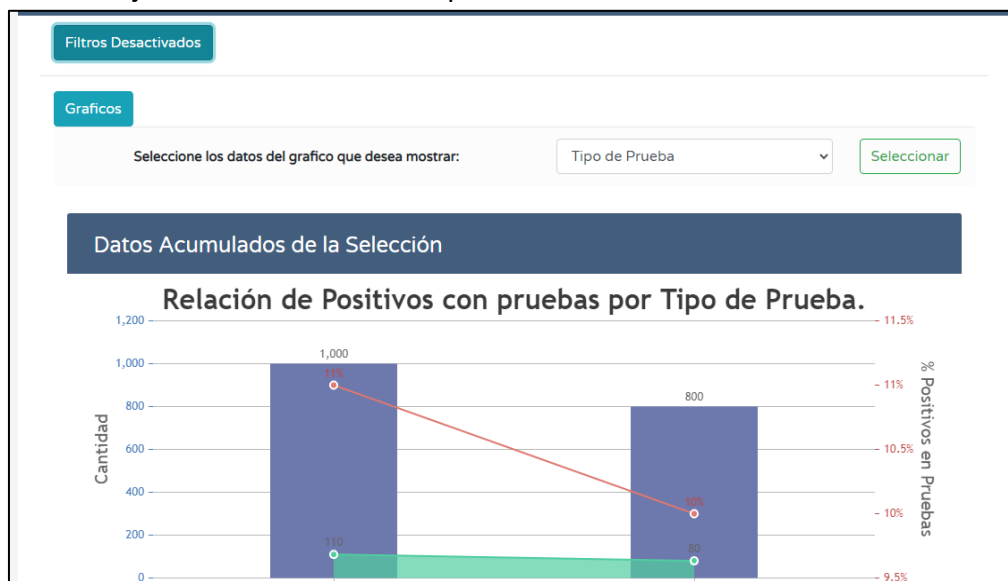 Filtros Desactivados
Graficos
Seleccione los datos del grafico que desea mostrar:
Tipo de Prueba
Seleccionar
Datos Acumulados de la Selección
Relación de Positivos con pruebas por Tipo de Prueba.
1,200
11.5%
1,000
1,000
11%
11%
800
800
600
10.5%
400
10%
10%
200
110
80
0
9.5%
Cantidad
% Positivos en Pruebas